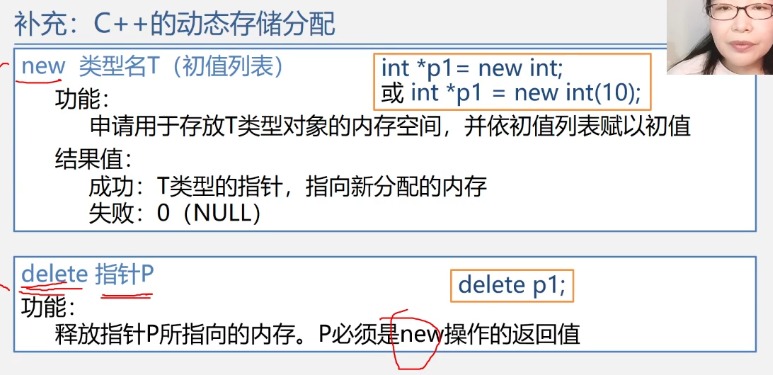 补充：C++的动态存储分配
new 类型名T（初值列表）
int *p1= new int;
或 int *p1 = new int(10);
功能：
申请用于存放T类型对象的内存空间，并依初值列表赋以初值
结果值：
成功：T类型的指针，指向新分配的内存
失败：0（NULL）
delete 指针P
delete p1;
功能：
释放指针P所指向的内存。P必须是new操作的返回值